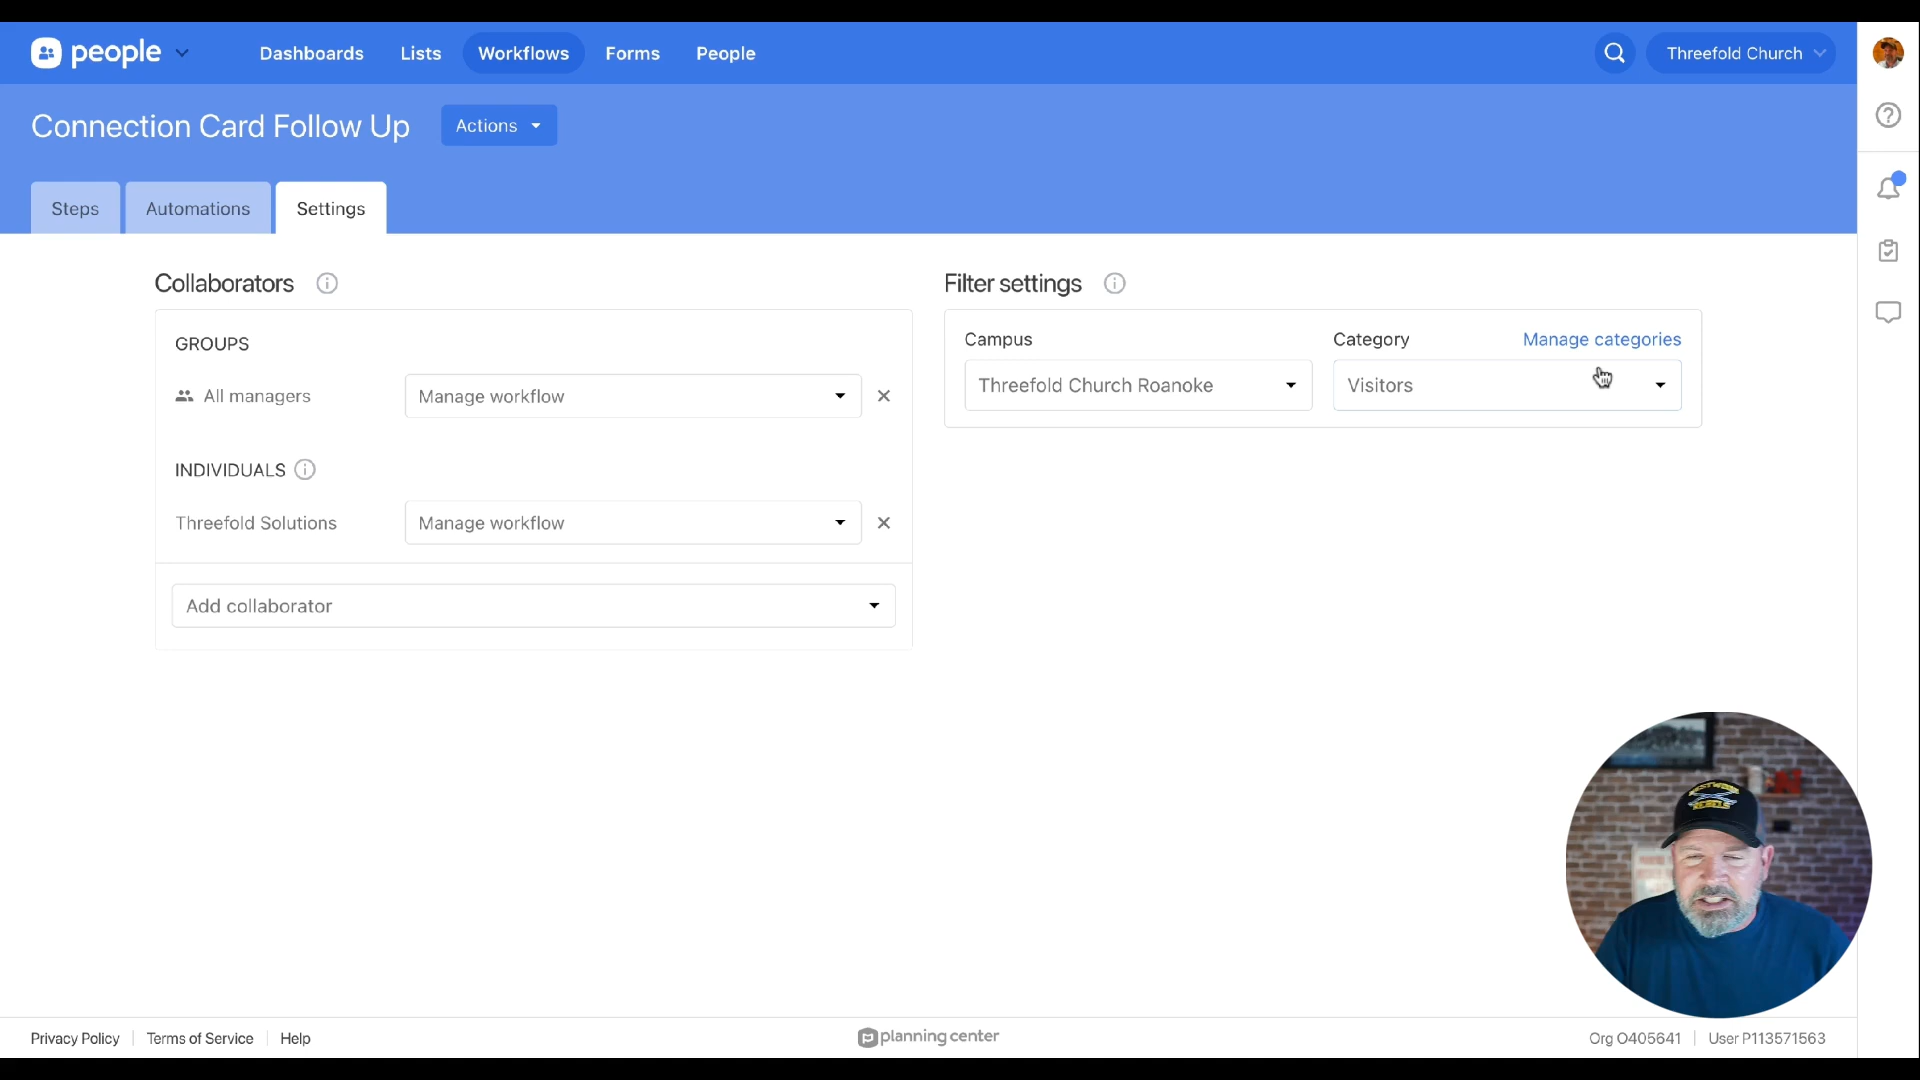 people
Dashboards
Lists
Workflows
Forms
People
Threefold Church
Connection Card Follow Up
Actions
Steps
Automations
Settings
Collaborators
Filter settings
GROUPS
All managers
Manage workflow
INDIVIDUALS
Threefold Solutions
Manage workflow
Add collaborator
Campus
Category
Manage categories
Threefold Church Roanoke
Visitors
REBELS
Privacy Policy
Terms of Service
Help
planning center
Org O405641
User P113571563